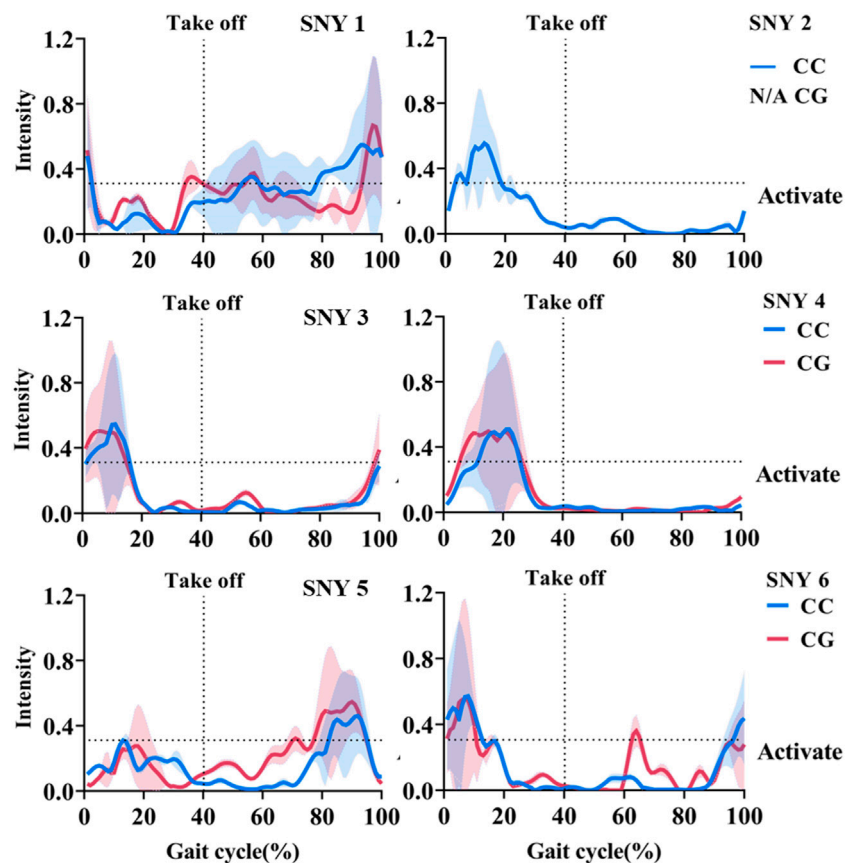 Take off
SNY 1
Intensity
1.2
0.8
0.4
0.0
0 20 40 60 80 100
Take off
SNY 2
CC
N/A CG
Activate
1.2
0.8
0.4
0.0
0 20 40 60 80 100
Take off
SNY 3
Intensity
1.2
0.8
0.4
0.0
0 20 40 60 80 100
Take off
SNY 4
CC
CG
Activate
1.2
0.8
0.4
0.0
0 20 40 60 80 100
Take off
SNY 5
Intensity
1.2
0.8
0.4
0.0
0 20 40 60 80 100
Gait cycle(%)
Take off
SNY 6
CC
CG
Activate
1.2
0.8
0.4
0.0
0 20 40 60 80 100
Gait cycle(%)